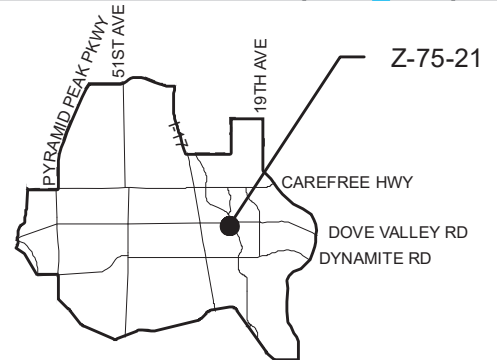 PYRAMID PEAK PKWY
51ST AVE
I-17
19TH AVE
Z-75-21
CAREFREE HWY
DOVE VALLEY RD
DYNAMITE RD